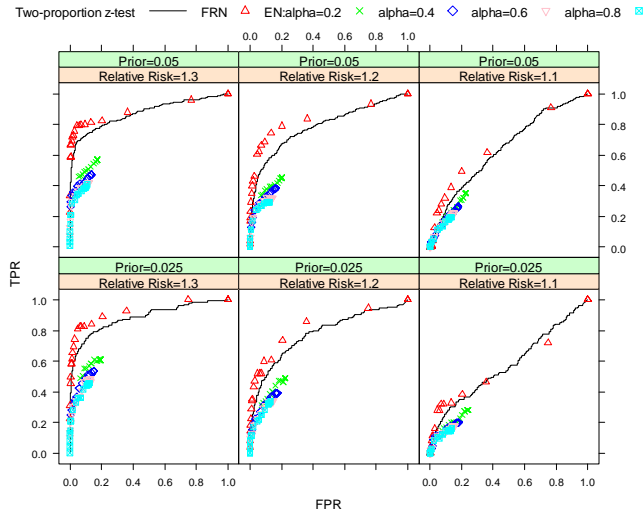 Two-proportion z-test FRN EN:alpha=0.2 alpha=0.4 alpha=0.6 alpha=0.8
0.0 0.2 0.4 0.6 0.8 1.0
Prior=0.05 Prior=0.05 Prior=0.05
Relative Risk=1.3 Relative Risk=1.2 Relative Risk=1.1
1.0
0.8
0.6
0.4
0.2
0.0
1.0
0.8
0.6
0.4
0.2
0.0
TPR
Prior=0.025 Prior=0.025 Prior=0.025
Relative Risk=1.3 Relative Risk=1.2 Relative Risk=1.1
1.0
0.8
0.6
0.4
0.2
0.0
0.0 0.2 0.4 0.6 0.8 1.0 0.0 0.2 0.4 0.6 0.8 1.0
FPR